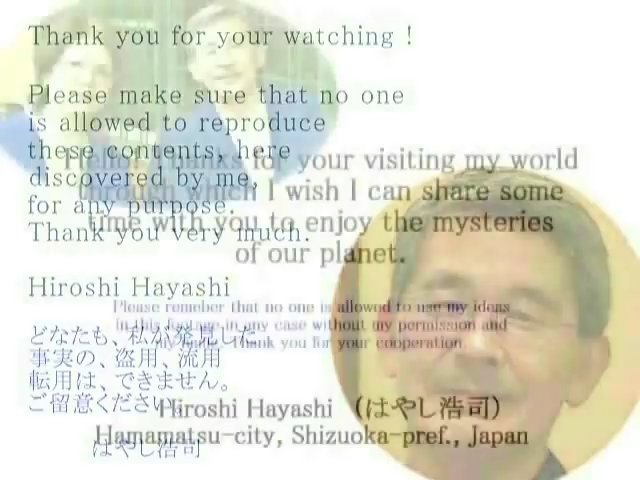 Thank you for your watching !
Please make sure that no one
is allowed to reproduce
these contents, here
discovered by me,
for any purpose.
Thank you very much.
Hiroshi Hayashi
どなたも、私が発見した
事実の、盗用、流用
転用は、できません。
ご留意ください。
はやし浩司
Hello! Thanks for your visiting my world
through which I wish I can share some
time with you to enjoy the mysteries
of our planet.
Please remeber that no one is allowed to use my ideas
in this footage in any case without my permission and
thank you for your cooperation.
Hiroshi Hayashi （はやし浩司）
Hamamatsu-city, Shizuoka-pref., Japan